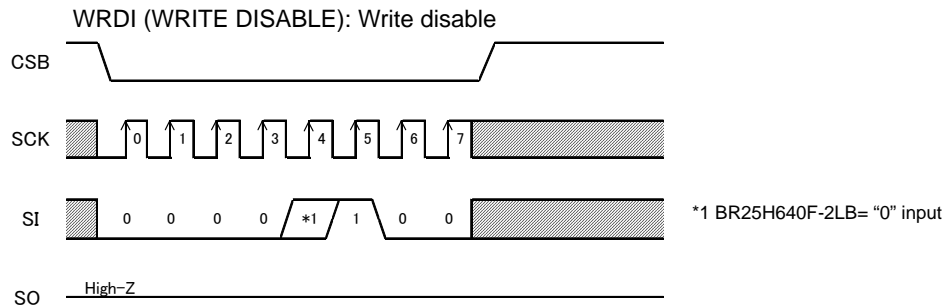 WRDI (WRITE DISABLE): Write disable
CSB
SCK
0 1 2 3 4 5 6 7
SI
0 0 0 0 *1 1 0 0
*1 BR25H640F-2LB= “0” input
SO
High-Z